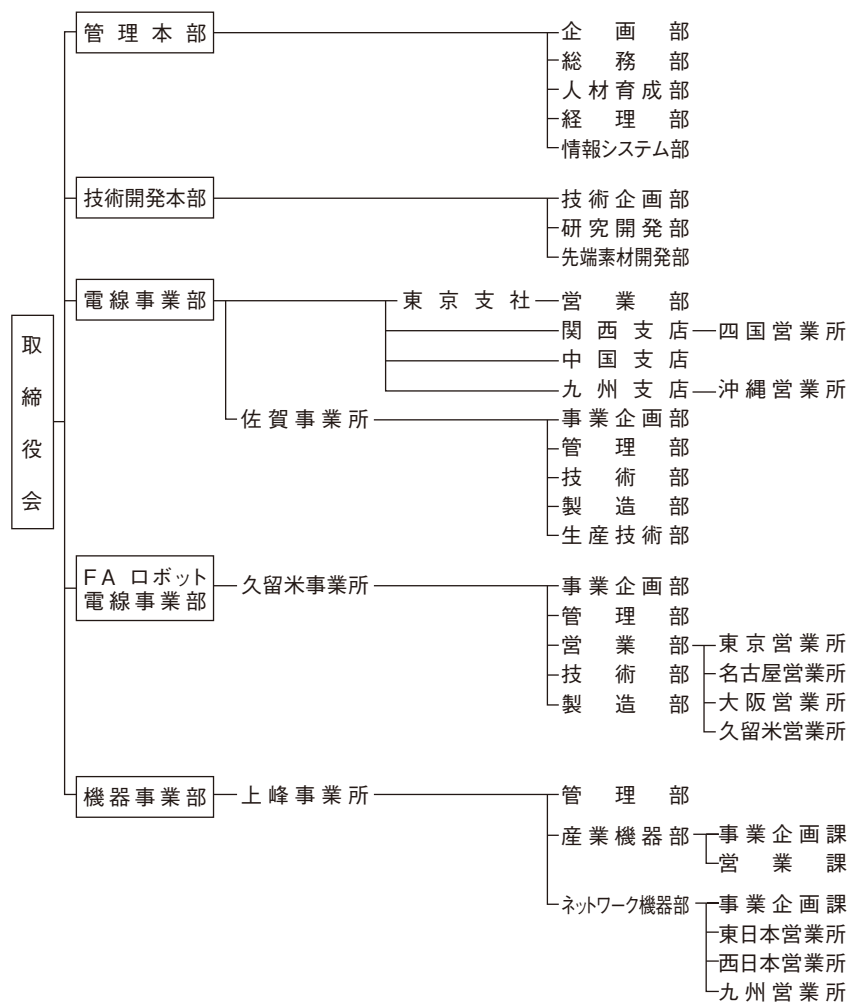 取締役会
管理本部
企画部
総務部
人材育成部
経理部
情報システム部
技術開発本部
技術企画部
研究開発部
先端素材開発部
電線事業部
東京支社
営業部
関西支店
四国営業所
中国支店
九州支店
沖縄営業所
佐賀事業所
事業企画部
管理部
技術部
製造部
生産技術部
FA ロボット
電線事業部
久留米事業所
事業企画部
管理部
営業部
東京営業所
名古屋営業所
大阪営業所
久留米営業所
技術部
製造部
機器事業部
上峰事業所
管理部
産業機器部
事業企画課
営業課
ネットワーク機器部
事業企画課
東日本営業所
西日本営業所
九州営業所